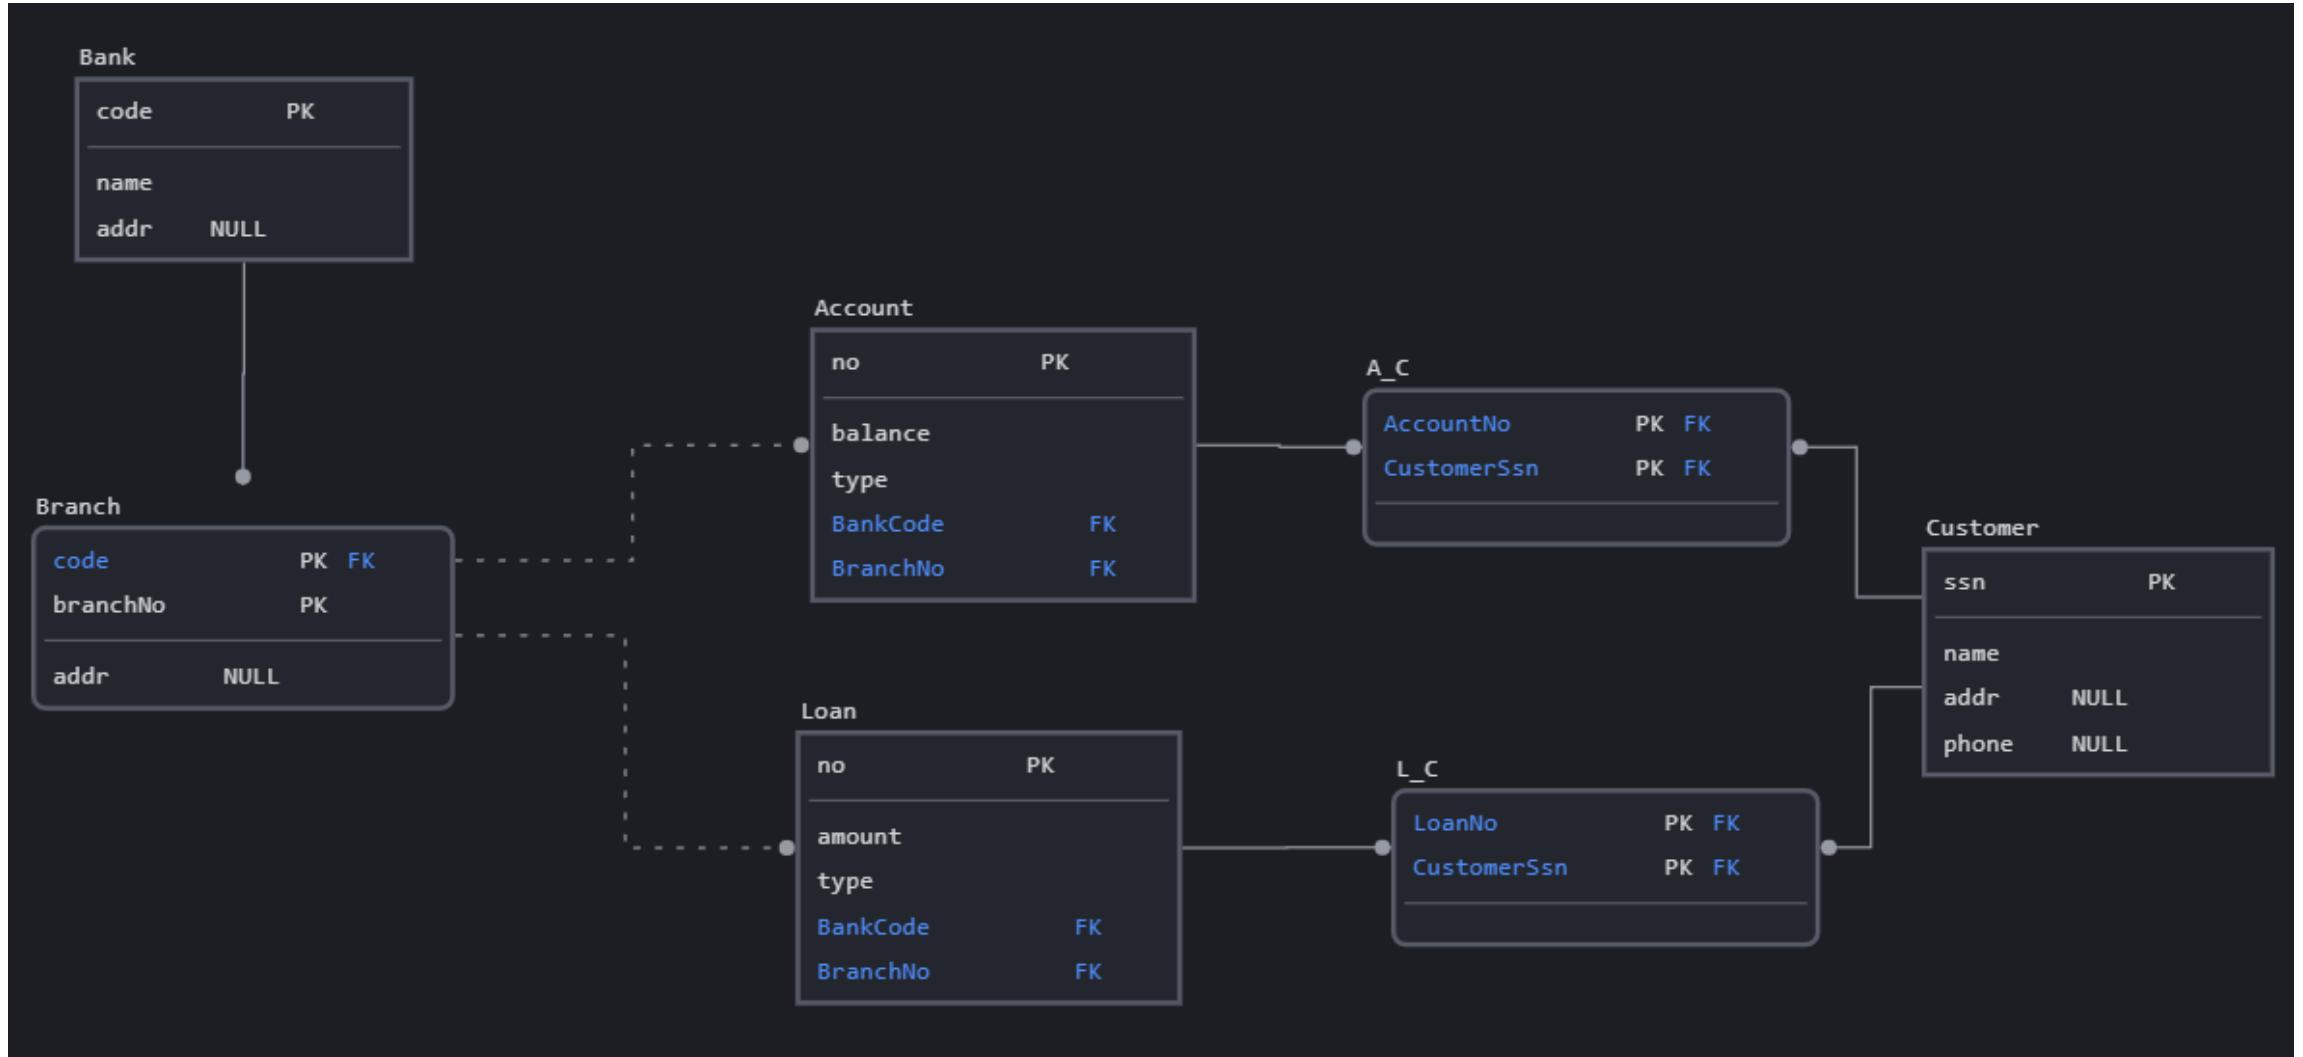 Bank
code PK
name
addr NULL
Branch
code PK FK
branchNo PK
addr NULL
Account
no PK
balance
type
BankCode FK
BranchNo FK
Loan
no PK
amount
type
BankCode FK
BranchNo FK
A_C
AccountNo PK FK
CustomerSsn PK FK
L_C
LoanNo PK FK
CustomerSsn PK FK
Customer
ssn PK
name
addr NULL
phone NULL